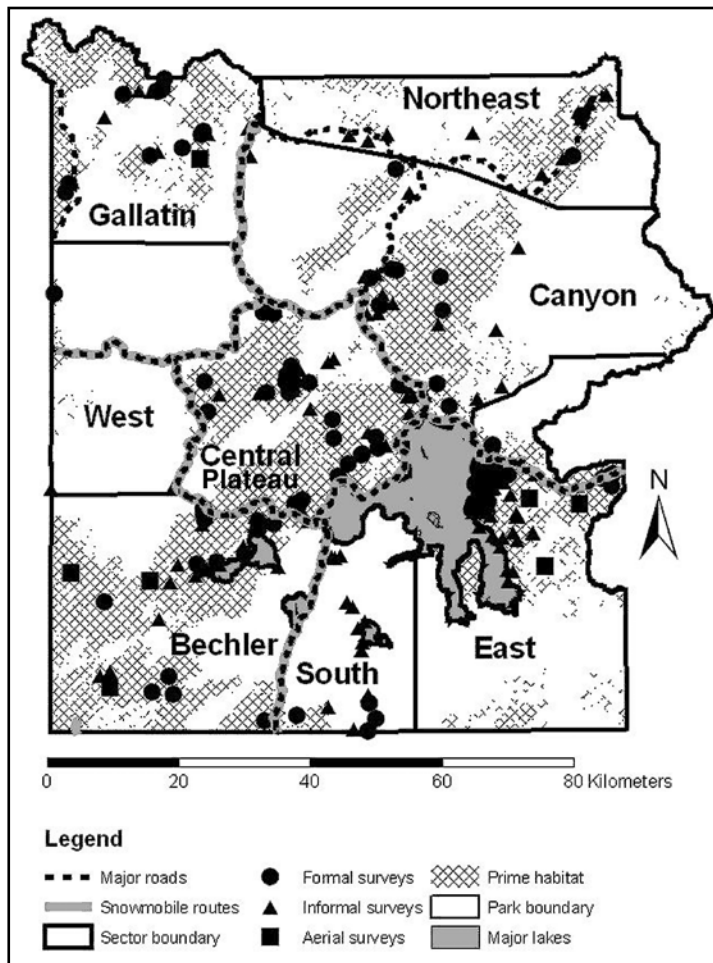 Northeast
Gallatin
Canyon
West
Central
Plateau
N
Bechler
South
East
0 20 40 60 80 Kilometers
Legend
Major roads Formal surveys Prime habitat
Snowmobile routes Informal surveys Park boundary
Sector boundary Aerial surveys Major lakes